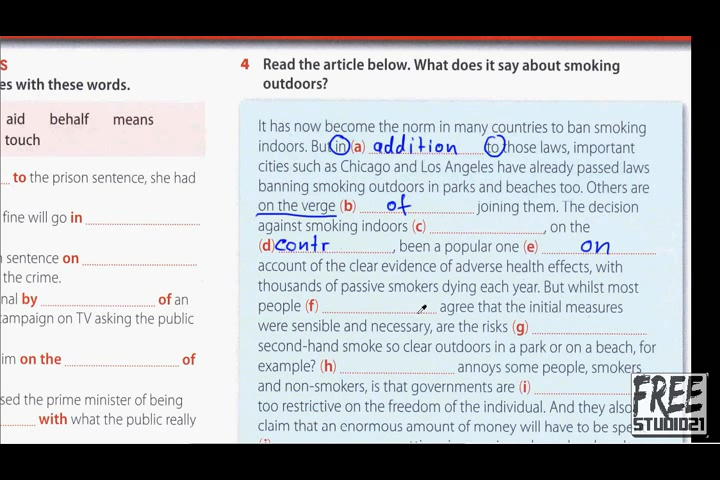 s
es with these words.
aid behalf means
touch
to the prison sentence, she had
fine will go in
n sentence on
the crime.
nal by of an
campaign on TV asking the public
im on the of
sed the prime minister of being
with what the public really
4 Read the article below. What does it say about smoking
outdoors?
It has now become the norm in many countries to ban smoking
indoors. But in (a) addition to those laws, important
cities such as Chicago and Los Angeles have already passed laws
banning smoking outdoors in parks and beaches too. Others are
on the verge (b) of joining them. The decision
against smoking indoors (c) , on the
(d) contr , been a popular one (e) on
account of the clear evidence of adverse health effects, with
thousands of passive smokers dying each year. But whilst most
people (f) agree that the initial measures
were sensible and necessary, are the risks (g)
second-hand smoke so clear outdoors in a park or on a beach, for
example? (h) annoys some people, smokers
and non-smokers, is that governments are (i)
too restrictive on the freedom of the individual. And they also
claim that an enormous amount of money will have to be spe
FREE
STUDIO21